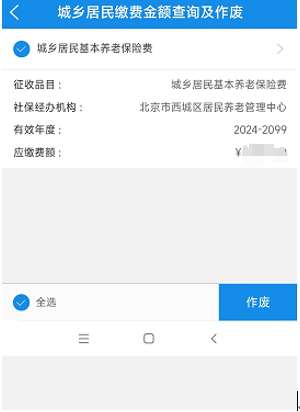 城乡居民缴费金额查询及作废
城乡居民基本养老保险费
征收品目： 城乡居民基本养老保险费
社保经办机构： 北京市西城区居民养老管理中心
有效年度： 2024-2099
应缴费额： ¥
全选 作废